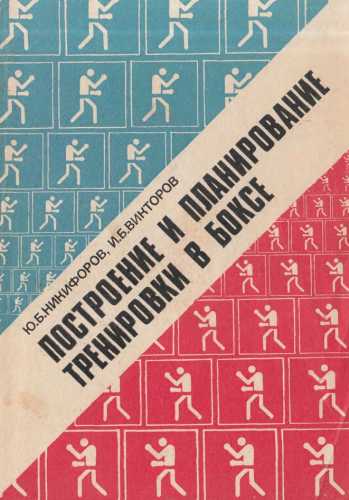 Ю.Б.НИКИФОРОВ, И.Б.ВИКТОРОВ
ПОСТРОЕНИЕ И ПЛАНИРОВАНИЕ
ТРЕНИРОВКИ В БОКСЕ